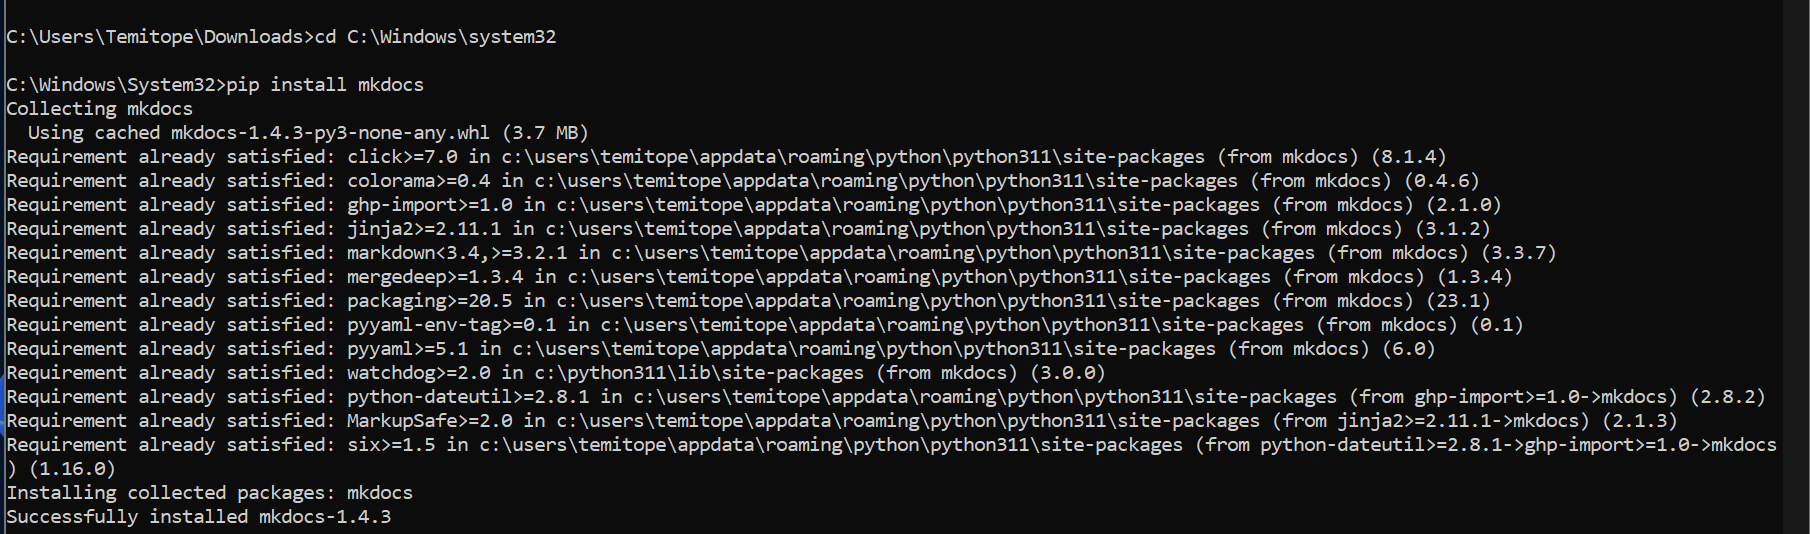 C:\Users\Temitope\Downloads>cd C:\Windows\system32
C:\Windows\System32>pip install mkdocs
Collecting mkdocs
  Using cached mkdocs-1.4.3-py3-none-any.whl (3.7 MB)
Requirement already satisfied: click>=7.0 in c:\users\temitope\appdata\roaming\python\python311\site-packages (from mkdocs) (8.1.4)
Requirement already satisfied: colorama>=0.4 in c:\users\temitope\appdata\roaming\python\python311\site-packages (from mkdocs) (0.4.6)
Requirement already satisfied: ghp-import>=1.0 in c:\users\temitope\appdata\roaming\python\python311\site-packages (from mkdocs) (2.1.0)
Requirement already satisfied: jinja2>=2.11.1 in c:\users\temitope\appdata\roaming\python\python311\site-packages (from mkdocs) (3.1.2)
Requirement already satisfied: markdown<3.4,>=3.2.1 in c:\users\temitope\appdata\roaming\python\python311\site-packages (from mkdocs) (3.3.7)
Requirement already satisfied: mergedeep>=1.3.4 in c:\users\temitope\appdata\roaming\python\python311\site-packages (from mkdocs) (1.3.4)
Requirement already satisfied: packaging>=20.5 in c:\users\temitope\appdata\roaming\python\python311\site-packages (from mkdocs) (23.1)
Requirement already satisfied: pyyaml-env-tag>=0.1 in c:\users\temitope\appdata\roaming\python\python311\site-packages (from mkdocs) (0.1)
Requirement already satisfied: pyyaml>=5.1 in c:\users\temitope\appdata\roaming\python\python311\site-packages (from mkdocs) (6.0)
Requirement already satisfied: watchdog>=2.0 in c:\python311\lib\site-packages (from mkdocs) (3.0.0)
Requirement already satisfied: python-dateutil>=2.8.1 in c:\users\temitope\appdata\roaming\python\python311\site-packages (from ghp-import>=1.0->mkdocs) (2.8.2)
Requirement already satisfied: MarkupSafe>=2.0 in c:\users\temitope\appdata\roaming\python\python311\site-packages (from jinja2>=2.11.1->mkdocs) (2.1.3)
Requirement already satisfied: six>=1.5 in c:\users\temitope\appdata\roaming\python\python311\site-packages (from python-dateutil>=2.8.1->ghp-import>=1.0->mkdocs
) (1.16.0)
Installing collected packages: mkdocs
Successfully installed mkdocs-1.4.3